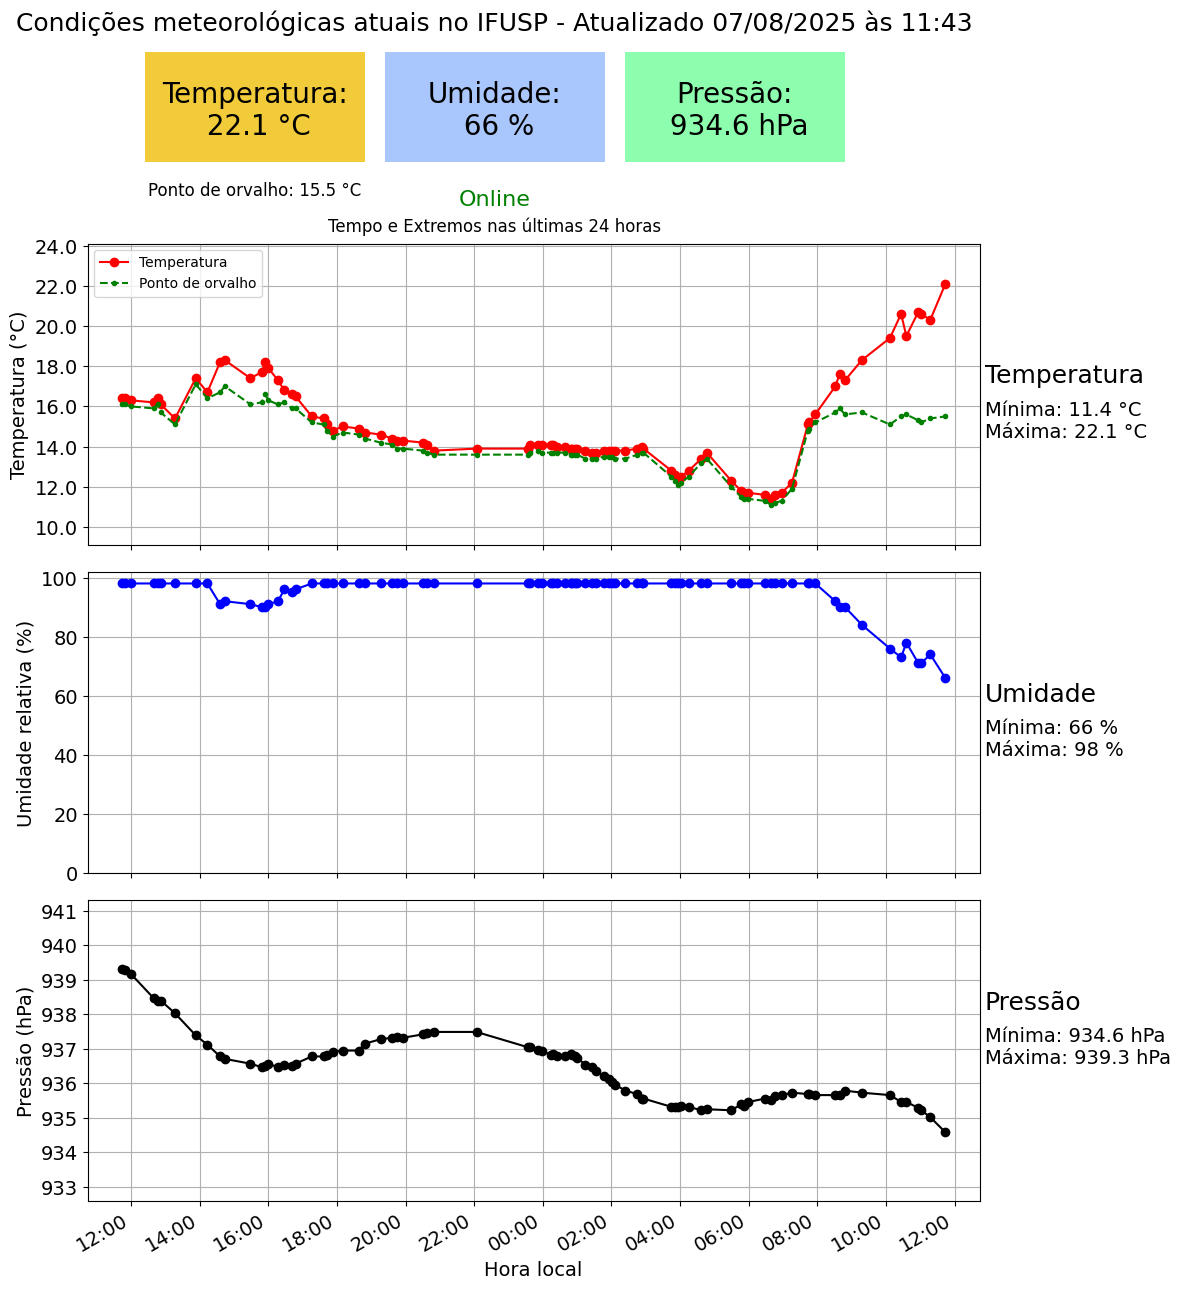 Condições meteorológicas atuais no IFUSP - Atualizado 07/08/2025 às 11:43
Temperatura:
22.1 °C
Umidade:
66 %
Pressão:
934.6 hPa
Ponto de orvalho: 15.5 °C
Online
Tempo e Extremos nas últimas 24 horas
Temperatura (°C)
24.0
22.0
20.0
18.0
16.0
14.0
12.0
10.0
Temperatura
Ponto de orvalho
Temperatura
Mínima: 11.4 °C
Máxima: 22.1 °C
Umidade relativa (%)
100
80
60
40
20
0
Umidade
Mínima: 66 %
Máxima: 98 %
Pressão (hPa)
941
940
939
938
937
936
935
934
933
Pressão
Mínima: 934.6 hPa
Máxima: 939.3 hPa
12:00 14:00 16:00 18:00 20:00 22:00 00:00 02:00 04:00 06:00 08:00 10:00 12:00
Hora local